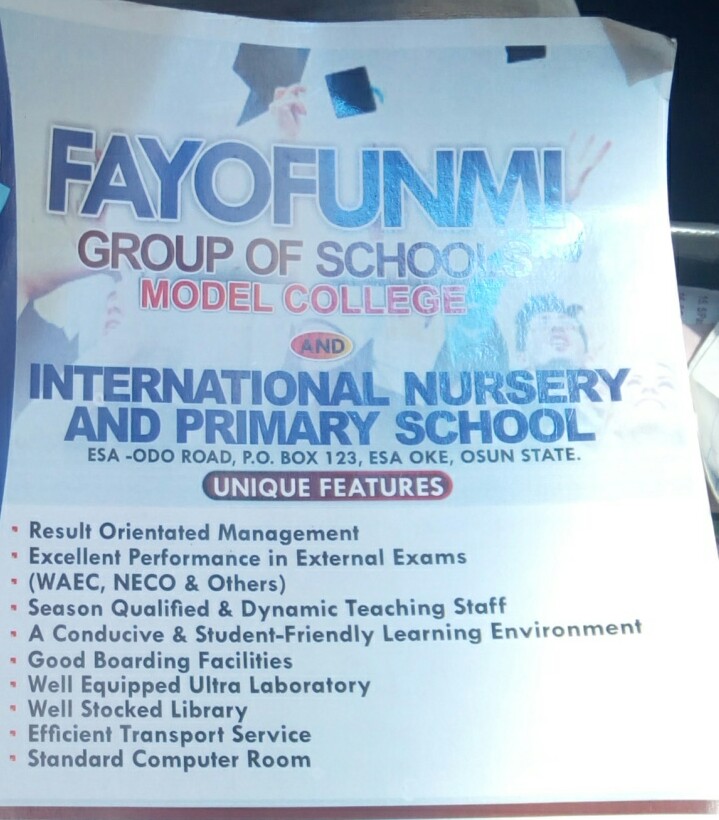 FAYOFUNMI
GROUP OF SCHOOLS
MODEL COLLEGE
AND
INTERNATIONAL NURSERY
AND PRIMARY SCHOOL
ESA -ODO ROAD, P.O. BOX 123, ESA OKE, OSUN STATE.
UNIQUE FEATURES
• Result Orientated Management
• Excellent Performance in External Exams
• (WAEC, NECO & Others)
• Season Qualified & Dynamic Teaching Staff
• A Conducive & Student-Friendly Learning Environment
• Good Boarding Facilities
• Well Equipped Ultra Laboratory
• Well Stocked Library
• Efficient Transport Service
• Standard Computer Room